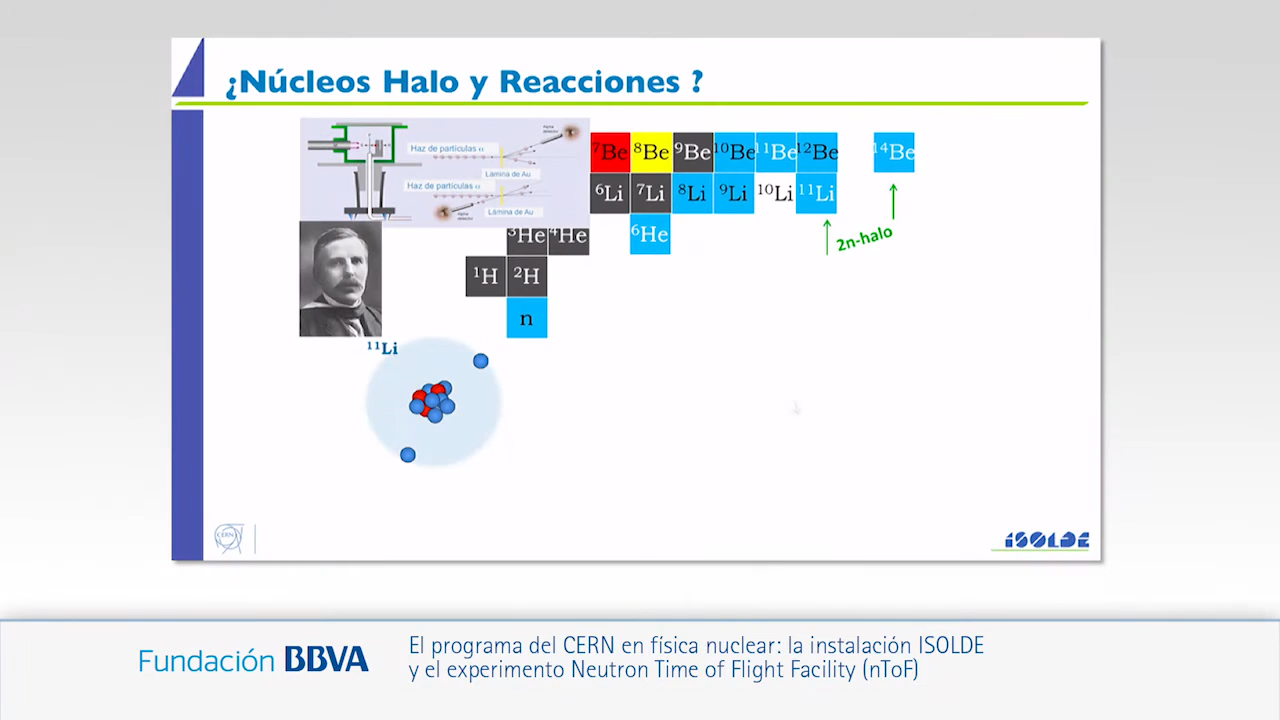 ¿Núcleos Halo y Reacciones ?
Haz de partículas
Lámina de Au
Haz de partículas
Lámina de Au
⁷Be ⁸Be ⁹Be ¹⁰Be ¹¹Be ¹²Be ¹⁴Be
⁶Li ⁷Li ⁸Li ⁹Li ¹⁰Li ¹¹Li
³He ⁴He ⁶He
2n-halo
¹H ²H
n
¹¹Li
CERN
ISOLDE
Fundación BBVA
El programa del CERN en física nuclear: la instalación ISOLDE
y el experimento Neutron Time of Flight Facility (nToF)